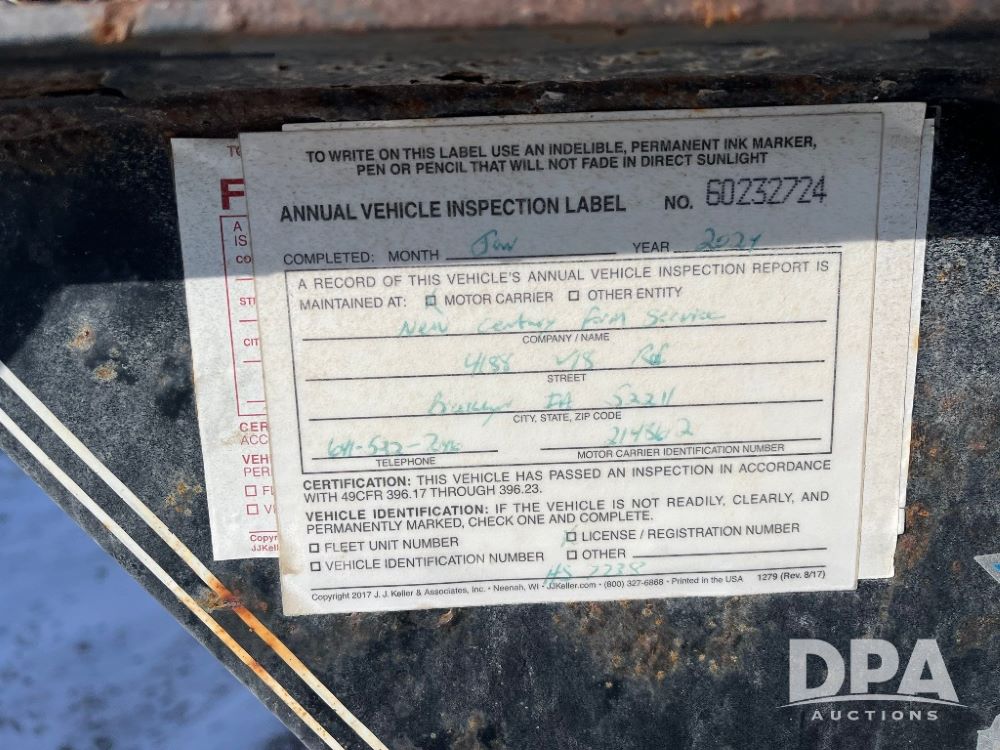 TO WRITE ON THIS LABEL USE AN INDELIBLE, PERMANENT INK MARKER,
PEN OR PENCIL THAT WILL NOT FADE IN DIRECT SUNLIGHT
ANNUAL VEHICLE INSPECTION LABEL NO. 60232724
COMPLETED: MONTH Jan YEAR
A RECORD OF THIS VEHICLE'S ANNUAL VEHICLE INSPECTION REPORT IS
MAINTAINED AT: MOTOR CARRIER OTHER ENTITY
New Century Farm Service
COMPANY / NAME
4188 V18 Rd
STREET
IA 52211
CITY, STATE, ZIP CODE
TELEPHONE
MOTOR CARRIER IDENTIFICATION NUMBER
CERTIFICATION: THIS VEHICLE HAS PASSED AN INSPECTION IN ACCORDANCE
WITH 49CFR 396.17 THROUGH 396.23.
VEHICLE IDENTIFICATION: IF THE VEHICLE IS NOT READILY, CLEARLY, AND
PERMANENTLY MARKED, CHECK ONE AND COMPLETE.
FLEET UNIT NUMBER LICENSE / REGISTRATION NUMBER
VEHICLE IDENTIFICATION NUMBER OTHER
Copyright 2017 J. J. Keller & Associates, Inc. • Neenah, WI • JJKeller.com • (800) 327-6868 • Printed in the USA 1279 (Rev. 8/17)
DPA
AUCTIONS